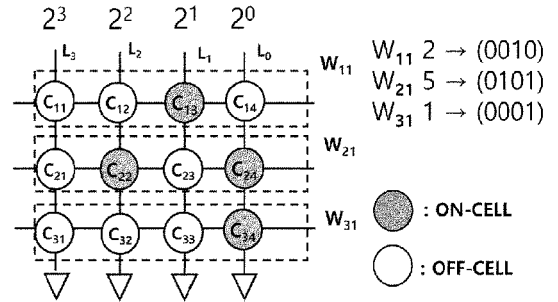 2³ 2² 2¹ 2⁰
L₃ L₂ L₁ L₀
W₁₁
C₁₁ C₁₂ C₁₃ C₁₄
W₂₁
C₂₁ C₂₂ C₂₃ C₂₄
W₃₁
C₃₁ C₃₂ C₃₃ C₃₄
W₁₁ 2 → (0010)
W₂₁ 5 → (0101)
W₃₁ 1 → (0001)
: ON-CELL
: OFF-CELL